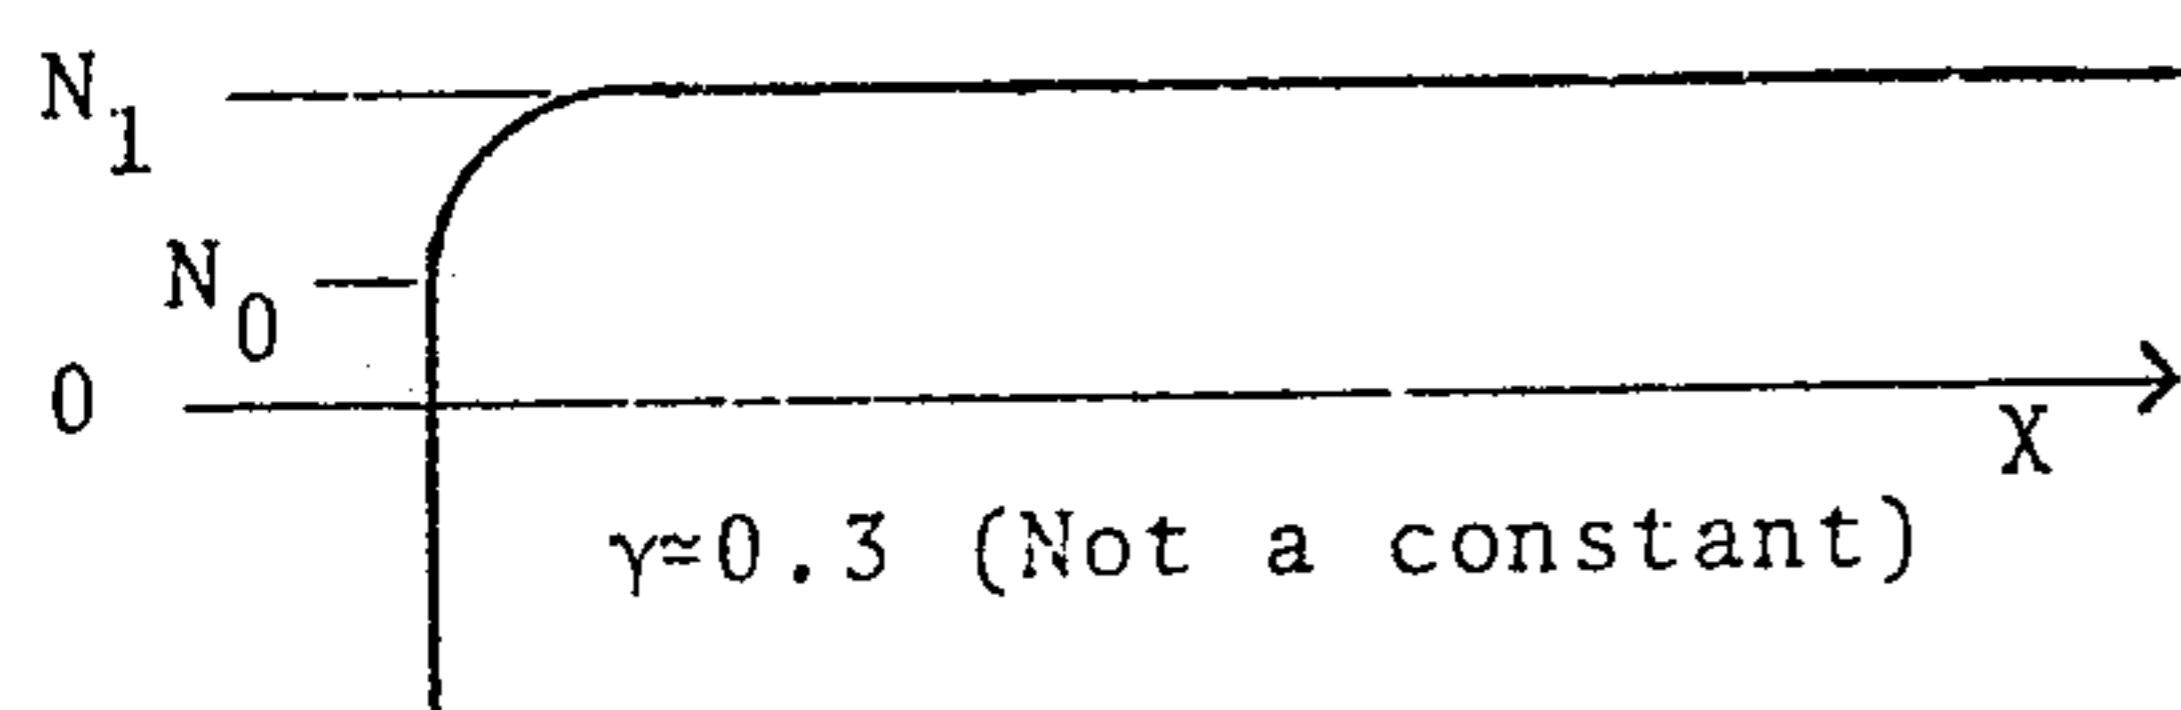 N₁
N₀
0
X
γ≃0.3 (Not a constant)